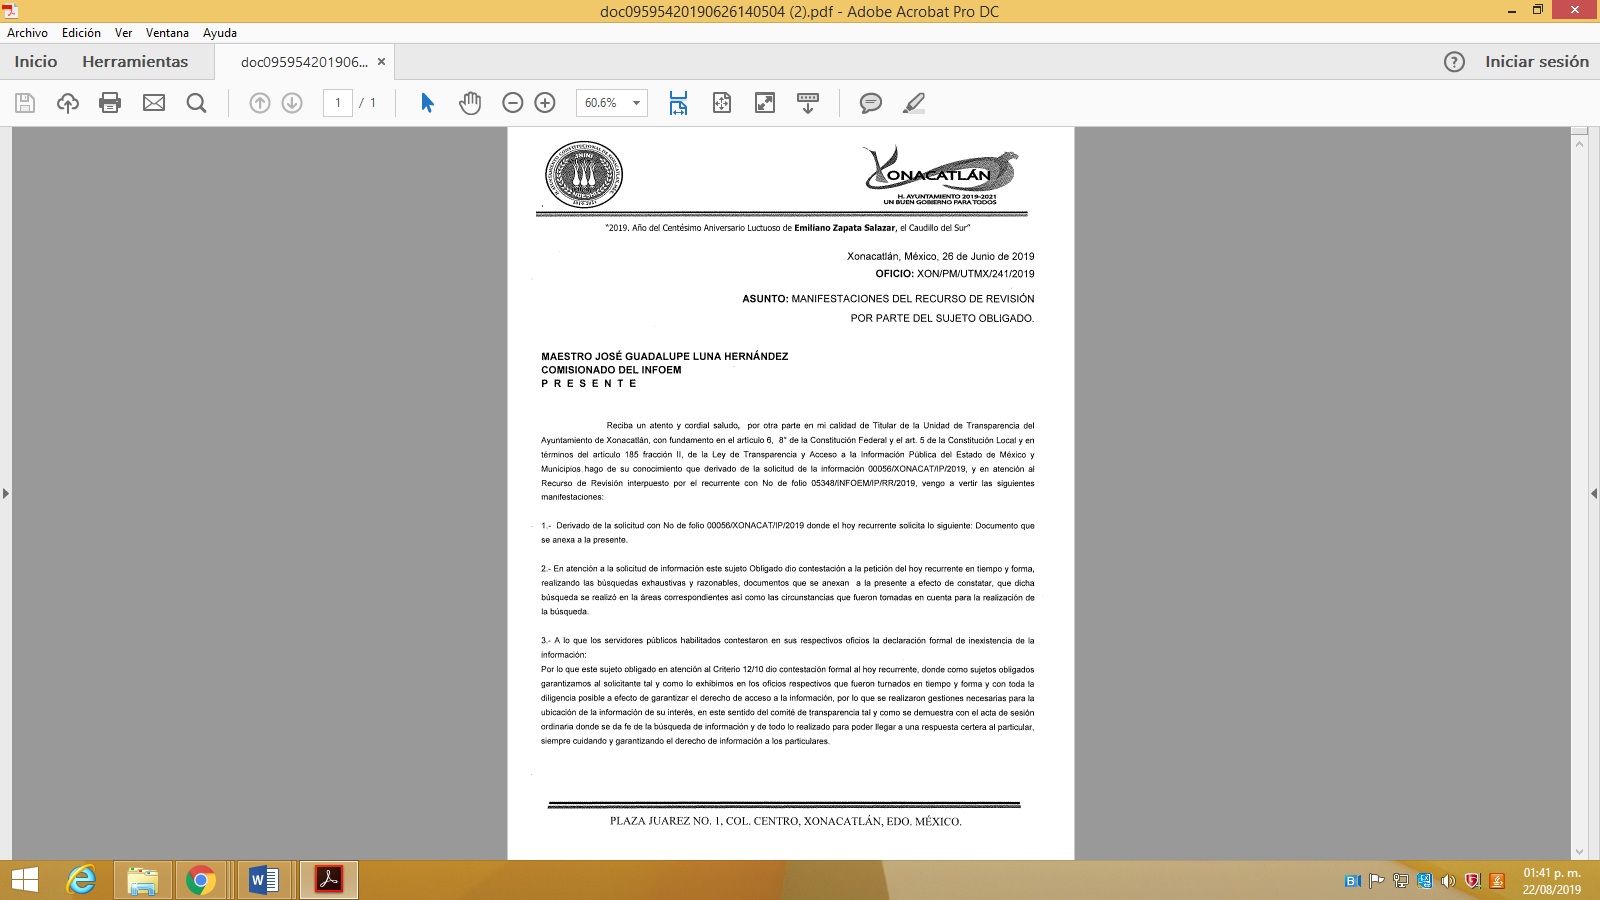 doc09595420190626140504 (2).pdf - Adobe Acrobat Pro DC
Archivo Edición Ver Ventana Ayuda
Inicio Herramientas doc095954201906... × Iniciar sesión
1 / 1 60.6%
XONACATLÁN
H. AYUNTAMIENTO 2019-2021
UN BUEN GOBIERNO PARA TODOS
"2019. Año del Centésimo Aniversario Luctuoso de Emiliano Zapata Salazar, el Caudillo del Sur"
Xonacatlán, México, 26 de Junio de 2019
OFICIO: XON/PM/UTMX/241/2019
ASUNTO: MANIFESTACIONES DEL RECURSO DE REVISIÓN
POR PARTE DEL SUJETO OBLIGADO.
MAESTRO JOSÉ GUADALUPE LUNA HERNÁNDEZ
COMISIONADO DEL INFOEM
P R E S E N T E
Reciba un atento y cordial saludo, por otra parte en mi calidad de Titular de la Unidad de Transparencia del
Ayuntamiento de Xonacatlán, con fundamento en el artículo 6, 8° de la Constitución Federal y el art. 5 de la Constitución Local y en
términos del artículo 185 fracción II, de la Ley de Transparencia y Acceso a la Información Pública del Estado de México y
Municipios hago de su conocimiento que derivado de la solicitud de la información 00056/XONACAT/IP/2019, y en atención al
Recurso de Revisión interpuesto por el recurrente con No de folio 05348/INFOEM/IP/RR/2019, vengo a vertir las siguientes
manifestaciones:
1.- Derivado de la solicitud con No de folio 00056/XONACAT/IP/2019 donde el hoy recurrente solicita lo siguiente: Documento que
se anexa a la presente.
2.- En atención a la solicitud de información este sujeto Obligado dio contestación a la petición del hoy recurrente en tiempo y forma,
realizando las búsquedas exhaustivas y razonables, documentos que se anexan a la presente a efecto de constatar, que dicha
búsqueda se realizó en la áreas correspondientes así como las circunstancias que fueron tomadas en cuenta para la realización de
la búsqueda.
3.- A lo que los servidores públicos habilitados contestaron en sus respectivos oficios la declaración formal de inexistencia de la
información:
Por lo que este sujeto obligado en atención al Criterio 12/10 dio contestación formal al hoy recurrente, donde como sujetos obligados
garantizamos al solicitante tal y como lo exhibimos en los oficios respectivos que fueron turnados en tiempo y forma y con toda la
diligencia posible a efecto de garantizar el derecho de acceso a la información, por lo que se realizaron gestiones necesarias para la
ubicación de la información de su interés, en este sentido del comité de transparencia tal y como se demuestra con el acta de sesión
ordinaria donde se da fe de la búsqueda de información y de todo lo realizado para poder llegar a una respuesta certera al particular,
siempre cuidando y garantizando el derecho de información a los particulares.
PLAZA JUAREZ NO. 1, COL. CENTRO, XONACATLÁN, EDO. MÉXICO.
01:41 p. m.
22/08/2019